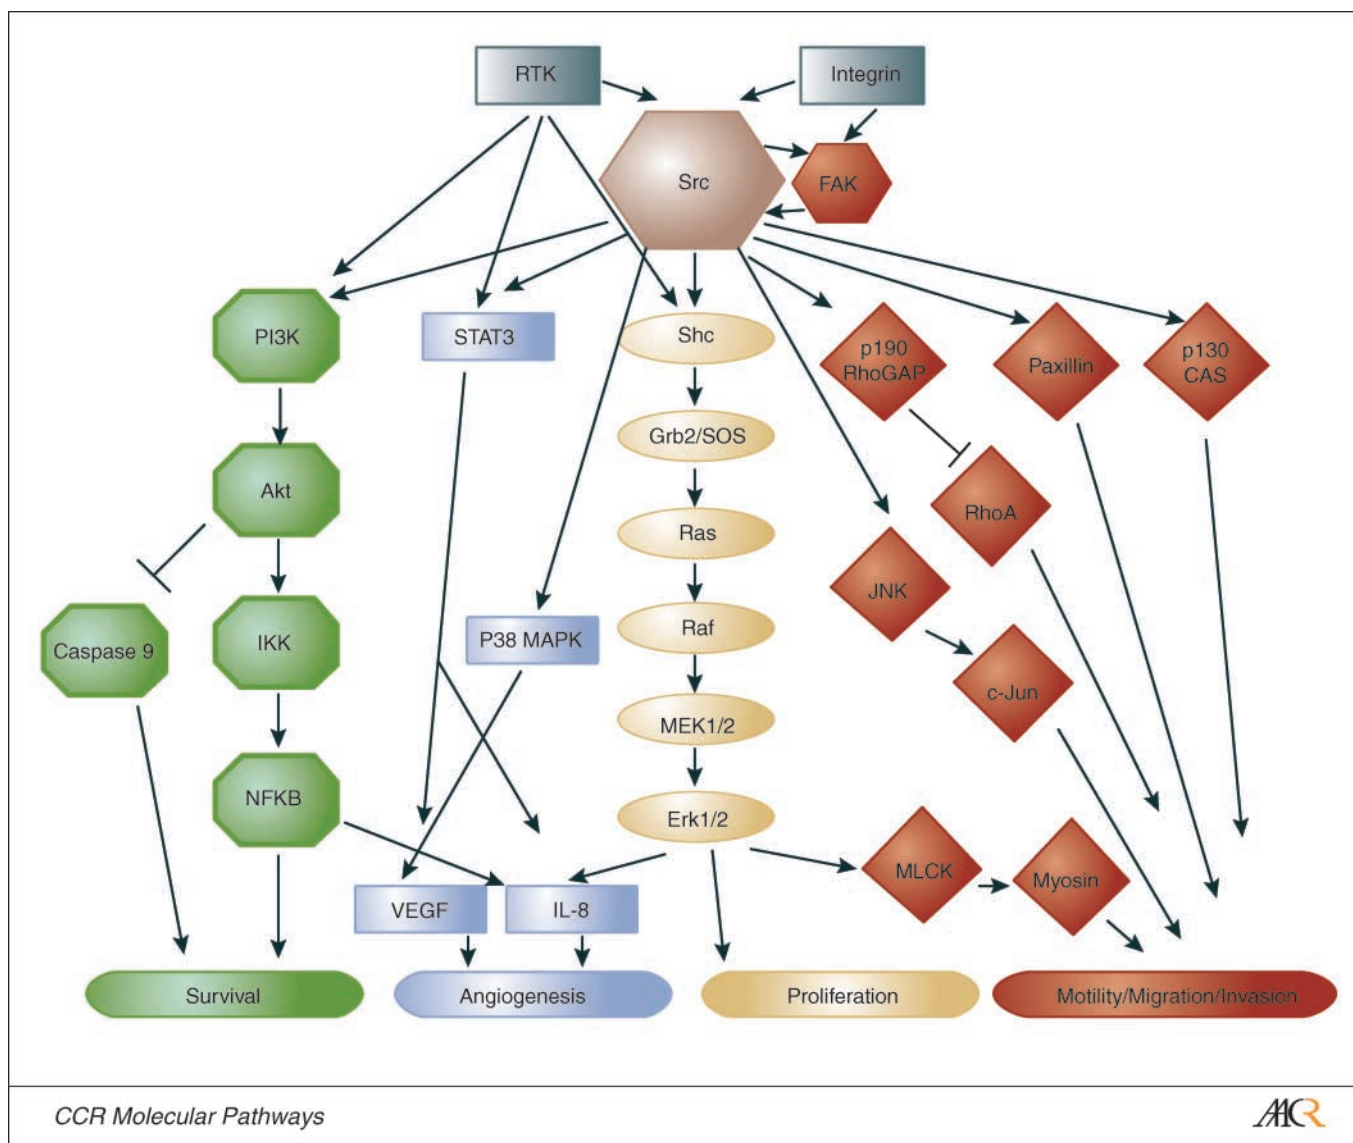 RTK
Integrin
Src
FAK
PI3K
STAT3
Shc
p190
RhoGAP
Paxillin
p130
CAS
Grb2/SOS
Akt
RhoA
Ras
JNK
Caspase 9
IKK
P38 MAPK
Raf
c-Jun
MEK1/2
NFKB
Erk1/2
MLCK
Myosin
VEGF
IL-8
Survival
Angiogenesis
Proliferation
Motility/Migration/Invasion
CCR Molecular Pathways
AACR